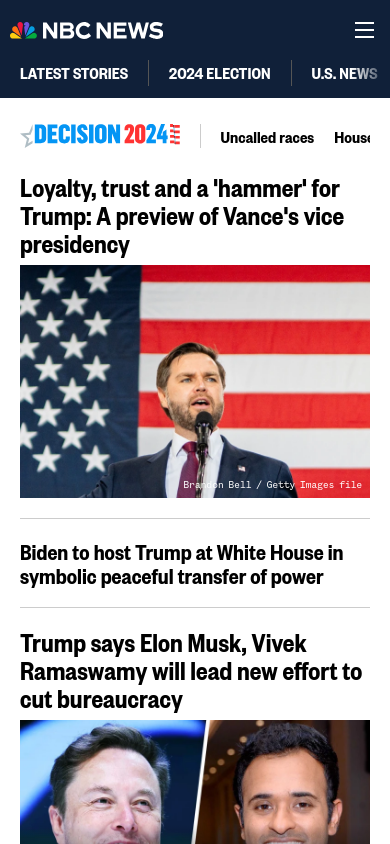 NBC NEWS
LATEST STORIES
2024 ELECTION
U.S. NEWS
DECISION 2024
Uncalled races
House
Loyalty, trust and a 'hammer' for
Trump: A preview of Vance's vice
presidency
Brandon Bell / Getty Images file
Biden to host Trump at White House in
symbolic peaceful transfer of power
Trump says Elon Musk, Vivek
Ramaswamy will lead new effort to
cut bureaucracy